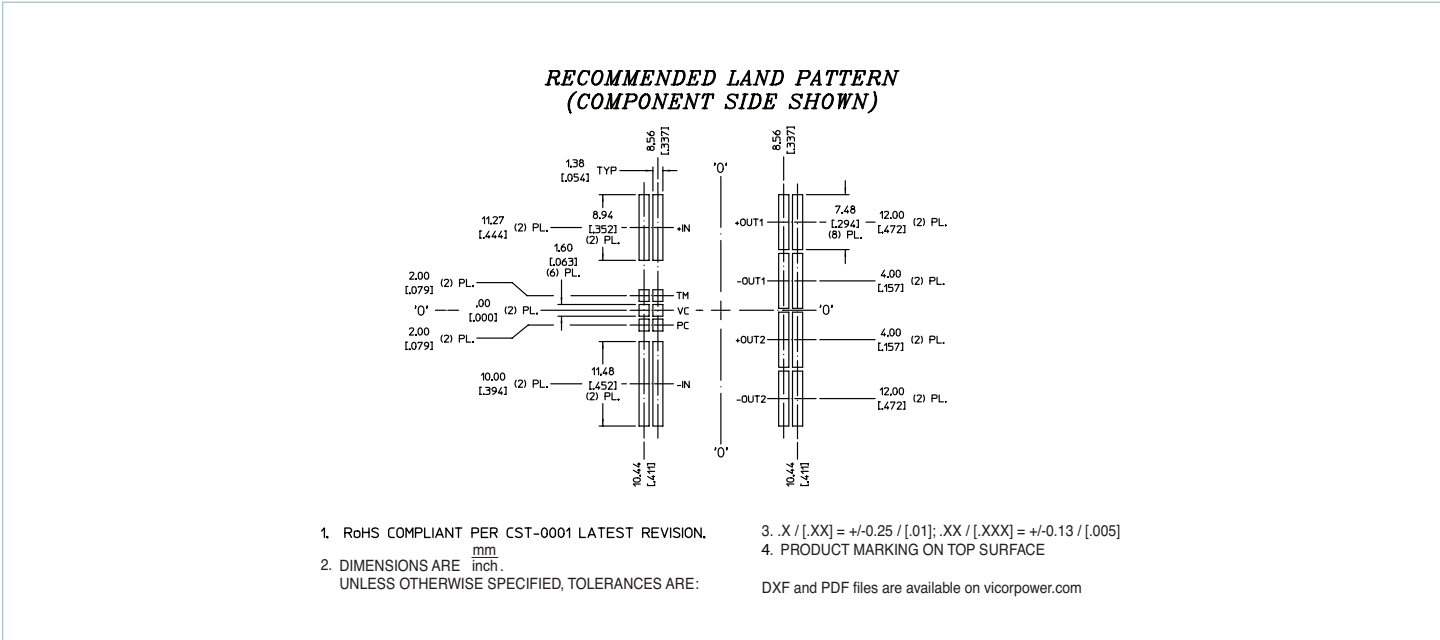 RECOMMENDED LAND PATTERN
(COMPONENT SIDE SHOWN)
8.56
[.337]
8.56
[.337]
1.38
[.054]
TYP
'0'
11.27
[.444]
(2) PL.
8.94
[.352]
(2) PL.
+IN
+OUT1
7.48
[.294]
(8) PL.
12.00
[.472]
(2) PL.
1.60
[.063]
(6) PL.
2.00
[.079]
(2) PL.
TM
-OUT1
4.00
[.157]
(2) PL.
'0'
.00
[.000]
(2) PL.
VC
'0'
2.00
[.079]
(2) PL.
PC
+OUT2
4.00
[.157]
(2) PL.
10.00
[.394]
(2) PL.
11.48
[.452]
(2) PL.
-IN
-OUT2
12.00
[.472]
(2) PL.
'0'
10.44
[.411]
10.44
[.411]
1. RoHS COMPLIANT PER CST-0001 LATEST REVISION.
2. DIMENSIONS ARE mm
inch .
UNLESS OTHERWISE SPECIFIED, TOLERANCES ARE:
3. .X / [.XX] = +/-0.25 / [.01]; .XX / [.XXX] = +/-0.13 / [.005]
4. PRODUCT MARKING ON TOP SURFACE
DXF and PDF files are available on vicorpower.com